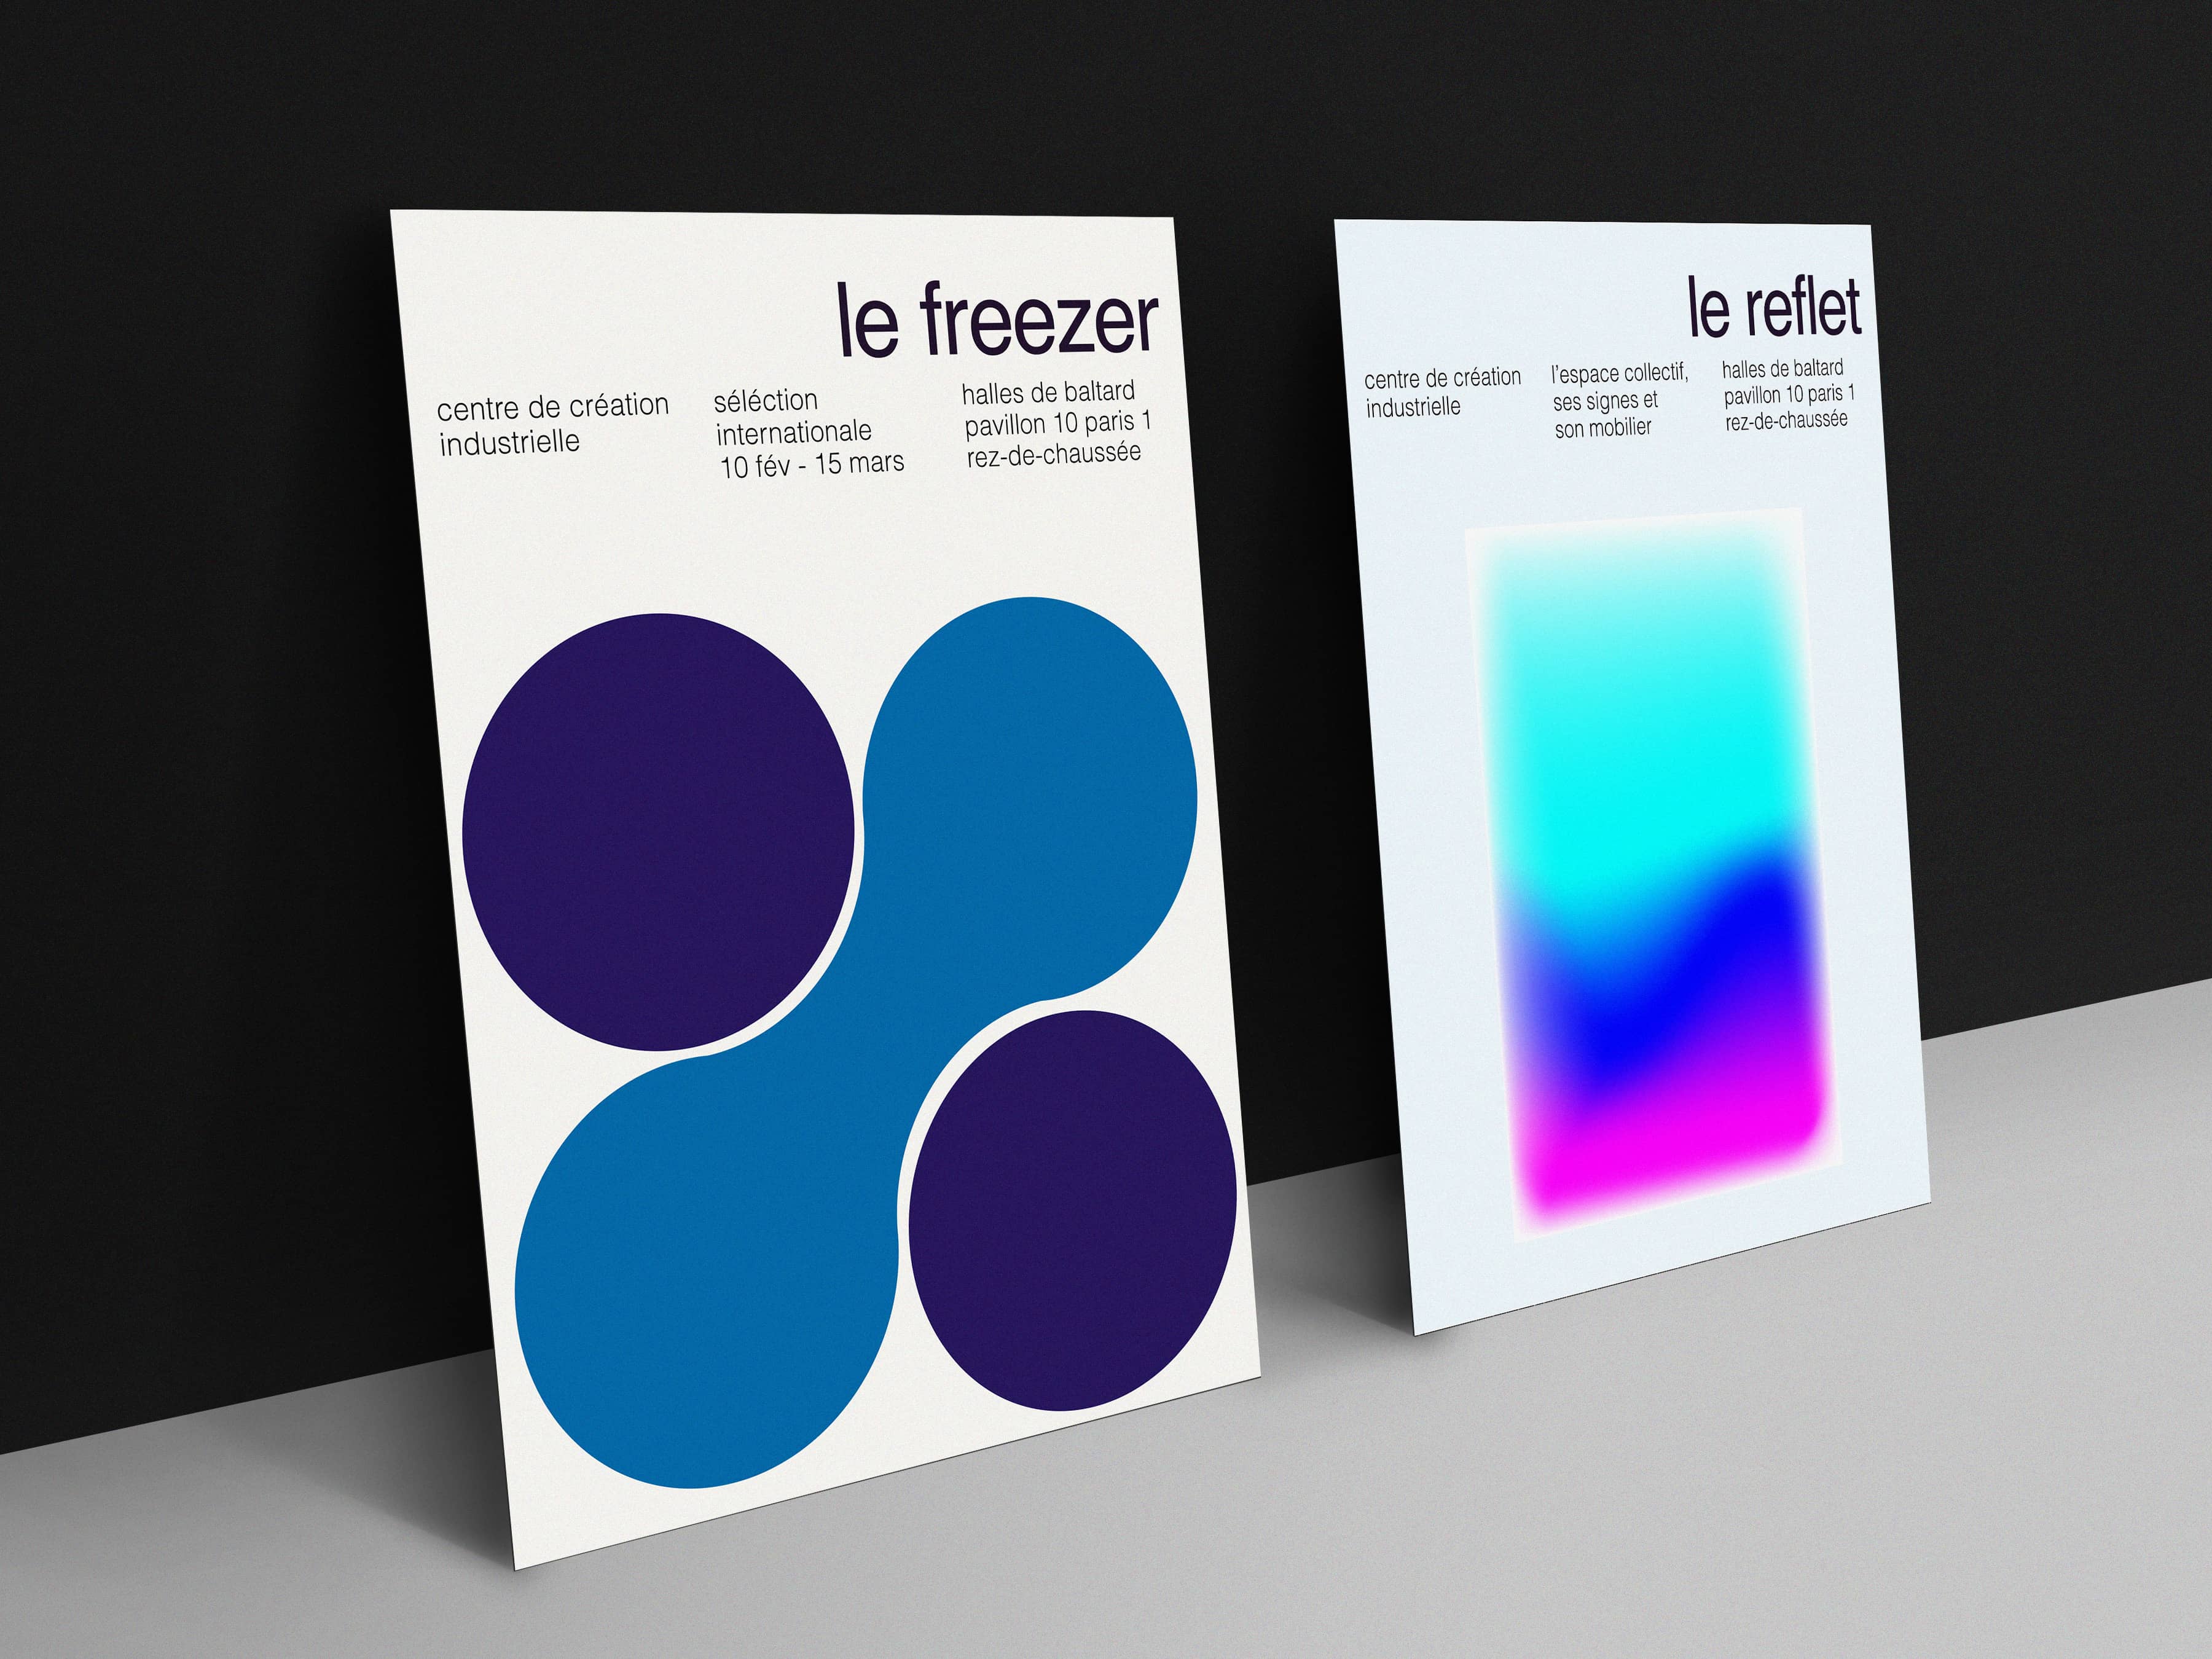 le freezer
centre de création
industrielle
séléction
internationale
10 fév - 15 mars
halles de baltard
pavillon 10 paris 1
rez-de-chaussée
le reflet
centre de création
industrielle
l'espace collectif,
ses signes et
son mobilier
halles de baltard
pavillon 10 paris 1
rez-de-chaussée